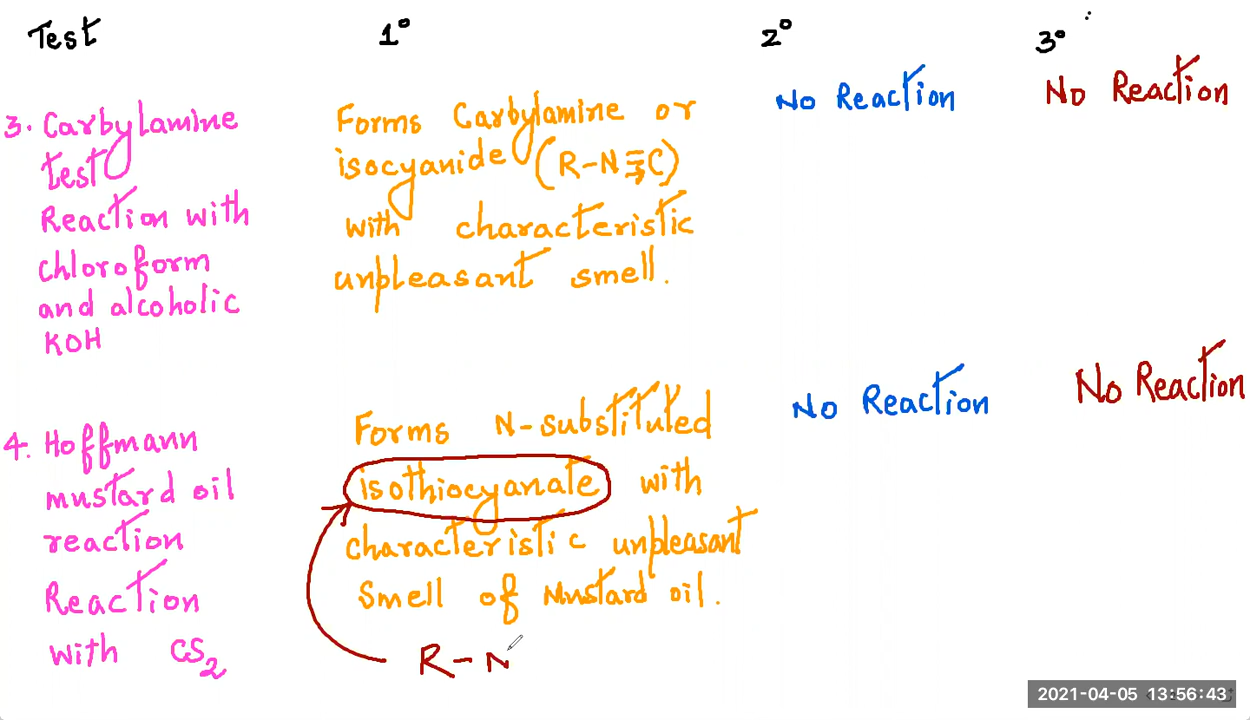 Test 1° 2° 3°
3. Carbylamine
test
Reaction with
chloroform
and alcoholic
KOH
Forms Carbylamine or
isocyanide (R-N≡C)
with characteristic
unpleasant smell.
No Reaction
No Reaction
4. Hoffmann
mustard oil
reaction
Reaction
with CS2
Forms N-substituted
isothiocyanate with
characteristic unpleasant
smell of Mustard oil.
R-N
No Reaction
No Reaction
2021-04-05 13:56:43